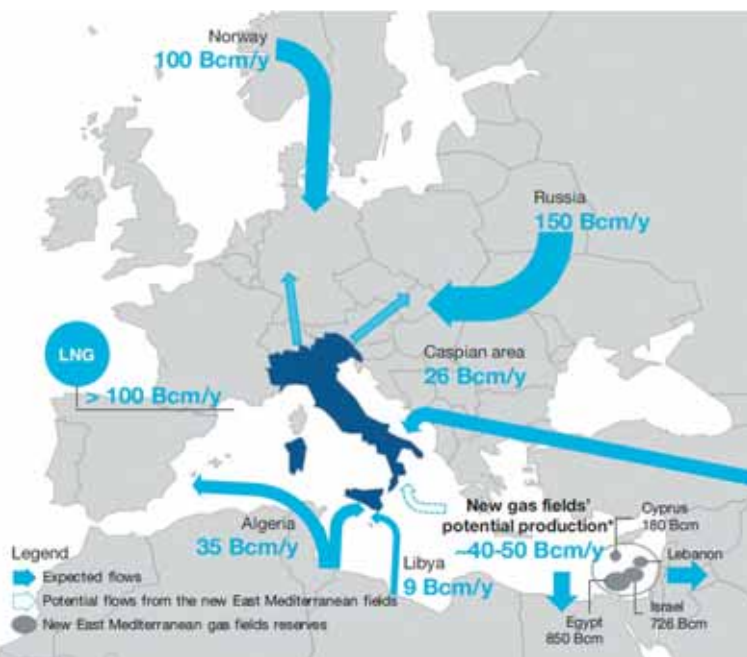 Norway
100 Bcm/y
Russia
150 Bcm/y
LNG
> 100 Bcm/y
Caspian area
26 Bcm/y
Algeria
35 Bcm/y
Libya
9 Bcm/y
New gas fields'
potential production*
~40-50 Bcm/y
Cyprus
180 Bcm
Lebanon
Israel
726 Bcm
Egypt
850 Bcm
Legend
Expected flows
Potential flows from the new East Mediterranean fields
New East Mediterranean gas fields reserves